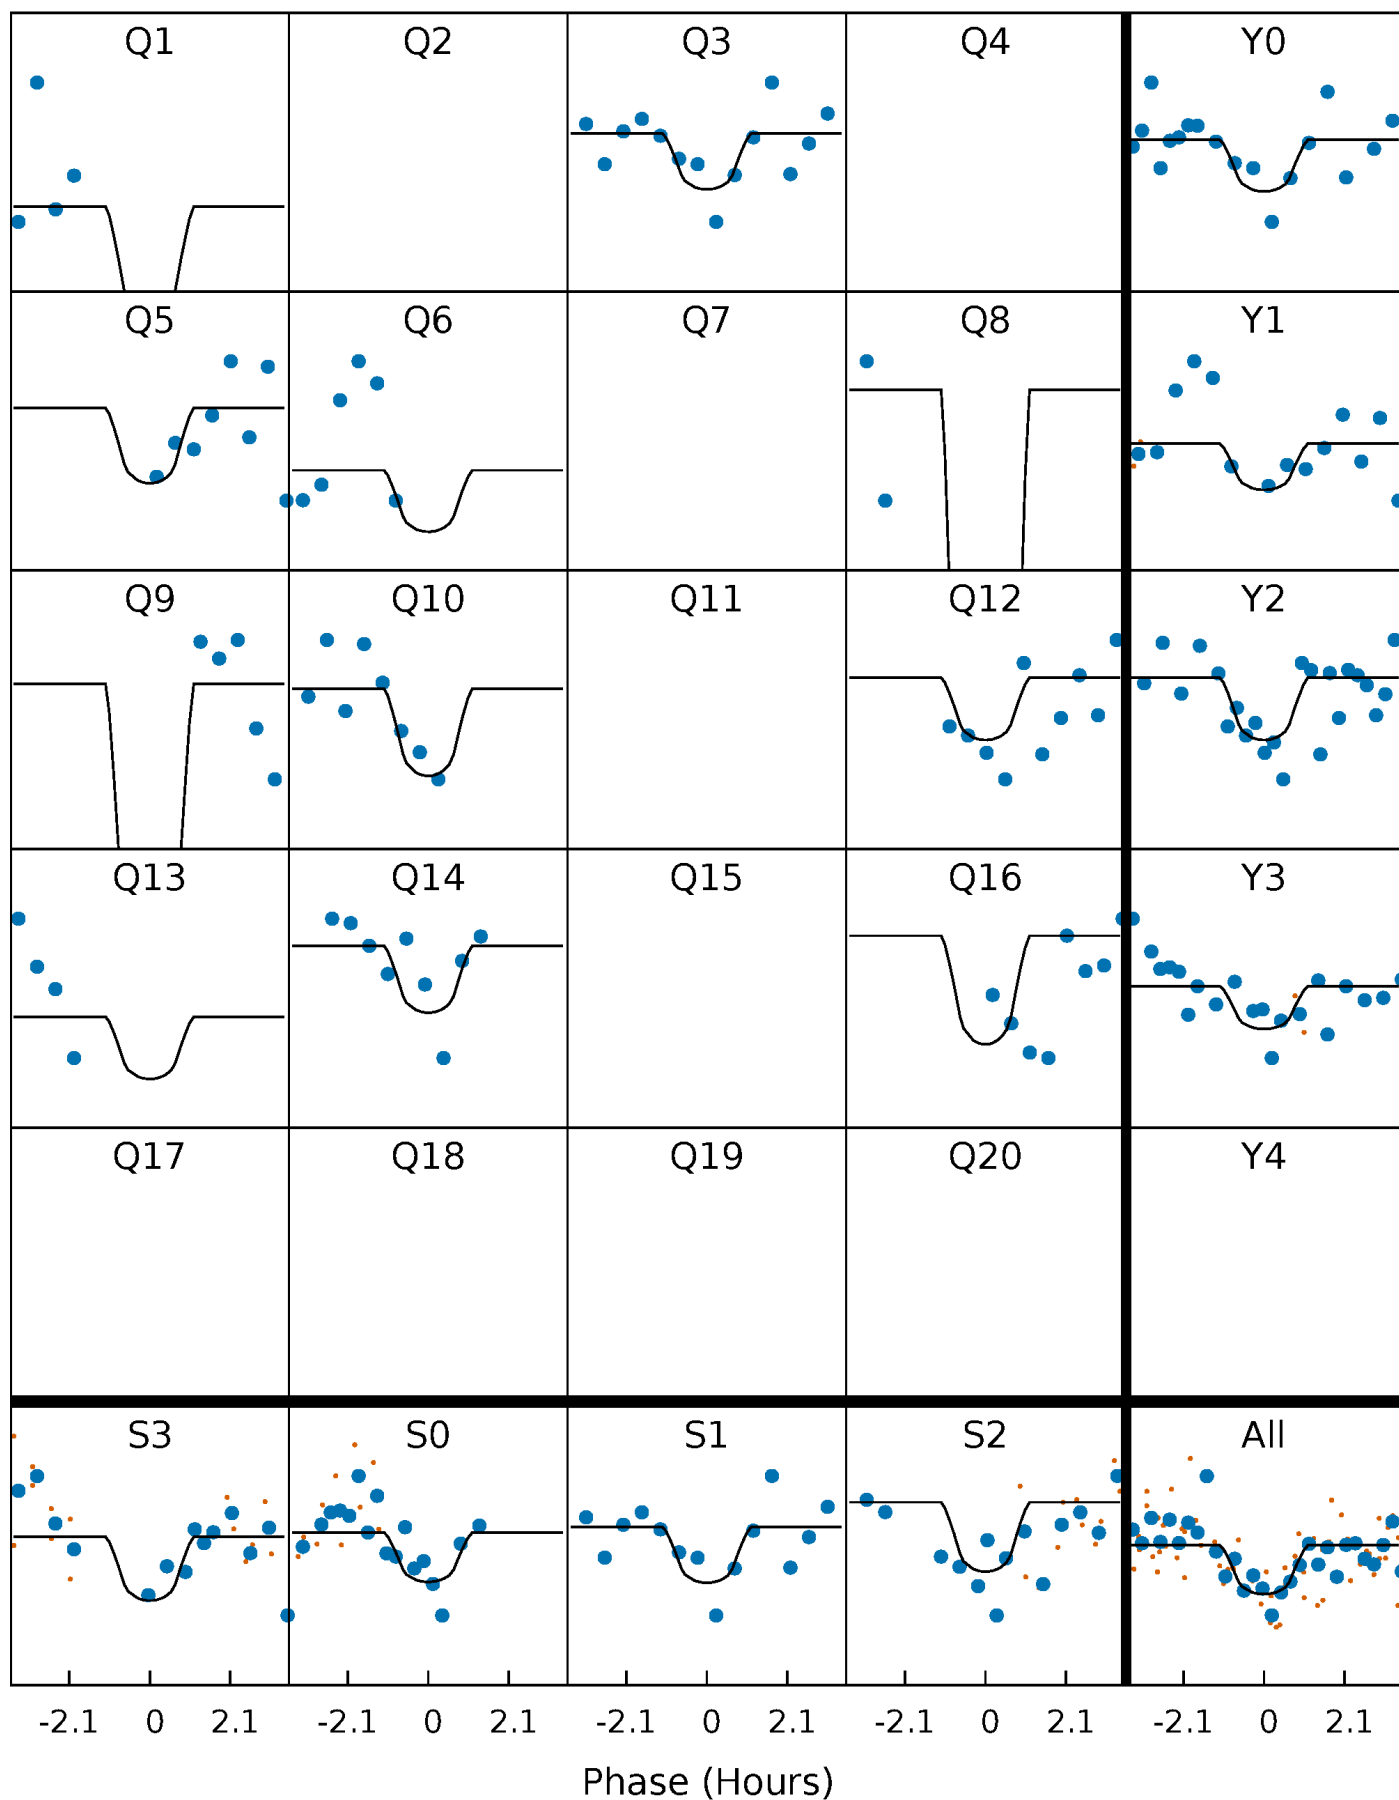 Q1 Q2 Q3 Q4 Y0
Q5 Q6 Q7 Q8 Y1
Q9 Q10 Q11 Q12 Y2
Q13 Q14 Q15 Q16 Y3
Q17 Q18 Q19 Q20 Y4
S3 S0 S1 S2 All
-2.1 0 2.1 -2.1 0 2.1 -2.1 0 2.1 -2.1 0 2.1 -2.1 0 2.1
Phase (Hours)